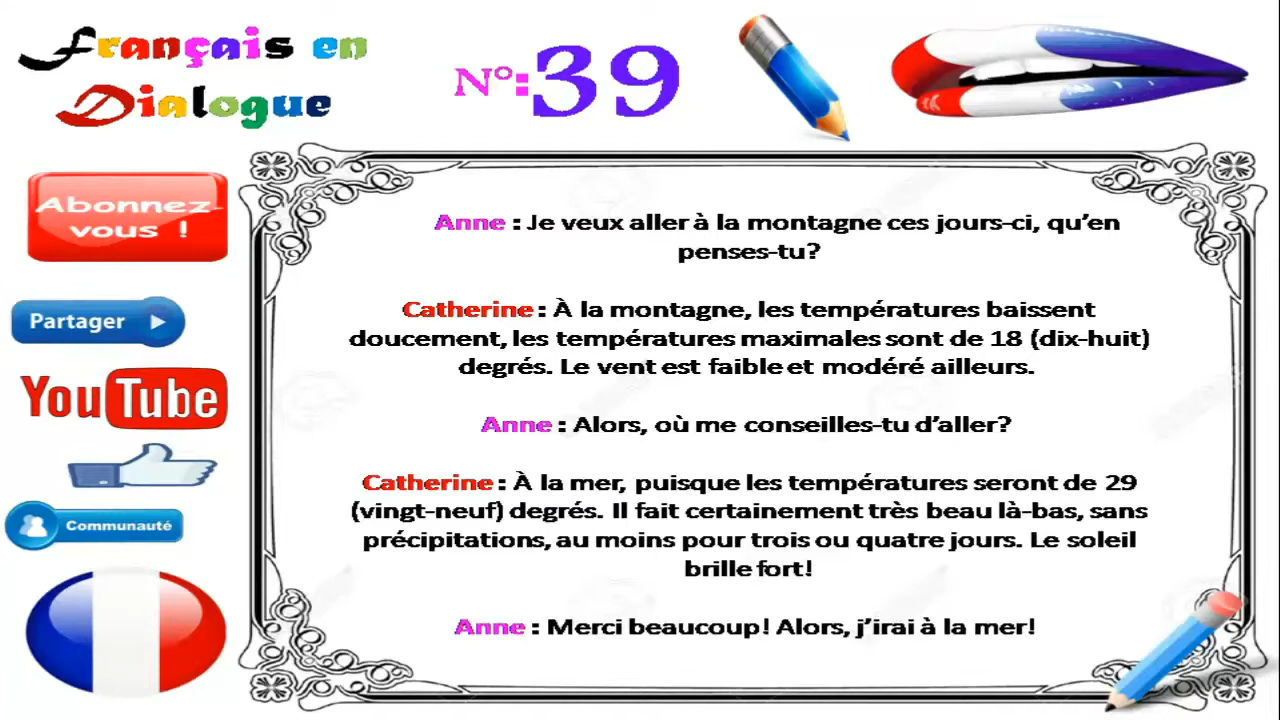 Français en
Dialogue
N°:39
Abonnez-
vous !
Partager
YouTube
Communauté
Anne : Je veux aller à la montagne ces jours-ci, qu'en
penses-tu?
Catherine : À la montagne, les températures baissent
doucement, les températures maximales sont de 18 (dix-huit)
degrés. Le vent est faible et modéré ailleurs.
Anne : Alors, où me conseilles-tu d'aller?
Catherine : À la mer, puisque les températures seront de 29
(vingt-neuf) degrés. Il fait certainement très beau là-bas, sans
précipitations, au moins pour trois ou quatre jours. Le soleil
brille fort!
Anne : Merci beaucoup! Alors, j'irai à la mer!